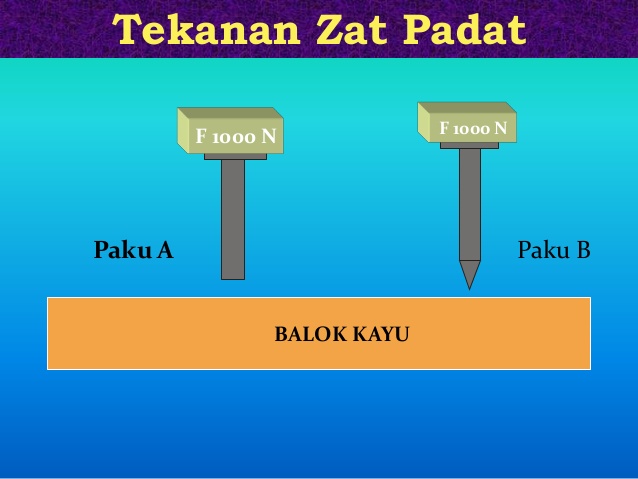 Tekanan Zat Padat
F 1000 N
F 1000 N
Paku A
Paku B
BALOK KAYU